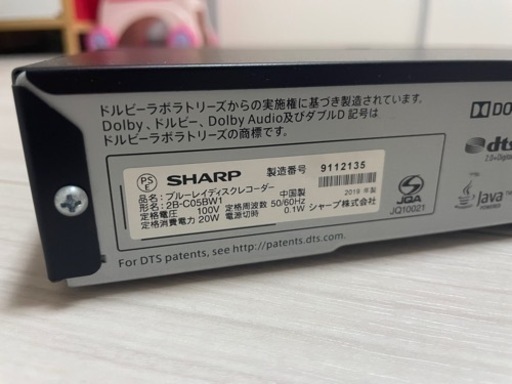 ドルビーラボラトリーズからの実施権に基づき製造されています。
Dolby、ドルビー、Dolby Audio及びダブルD 記号は
ドルビーラボラトリーズの商標です。
PS
E
SHARP
製造番号 9112135
品名：ブルーレイディスクレコーダー 中国製 2019 年製
形名：2B-C05BW1
定格電圧 100V 定格周波数 50/60Hz
定格消費電力 20W 電源切時 0.1W シャープ株式会社
For DTS patents, see http://patents.dts.com.
JQA
JQ10021
DO
dts
Java
POWERED